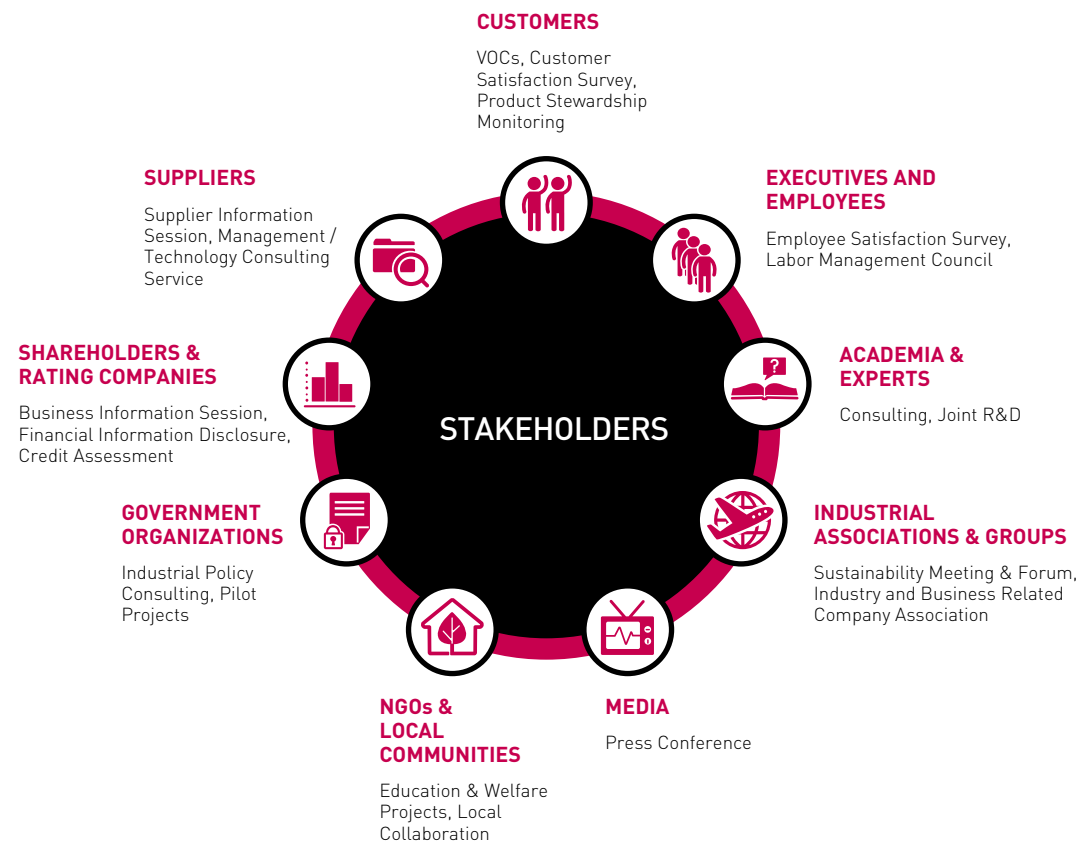 CUSTOMERS
VOCs, Customer
Satisfaction Survey,
Product Stewardship
Monitoring
EXECUTIVES AND
EMPLOYEES
Employee Satisfaction Survey,
Labor Management Council
ACADEMIA &
EXPERTS
Consulting, Joint R&D
INDUSTRIAL
ASSOCIATIONS & GROUPS
Sustainability Meeting & Forum,
Industry and Business Related
Company Association
MEDIA
Press Conference
NGOs &
LOCAL
COMMUNITIES
Education & Welfare
Projects, Local
Collaboration
GOVERNMENT
ORGANIZATIONS
Industrial Policy
Consulting, Pilot
Projects
SHAREHOLDERS &
RATING COMPANIES
Business Information Session,
Financial Information Disclosure,
Credit Assessment
SUPPLIERS
Supplier Information
Session, Management /
Technology Consulting
Service
STAKEHOLDERS
?